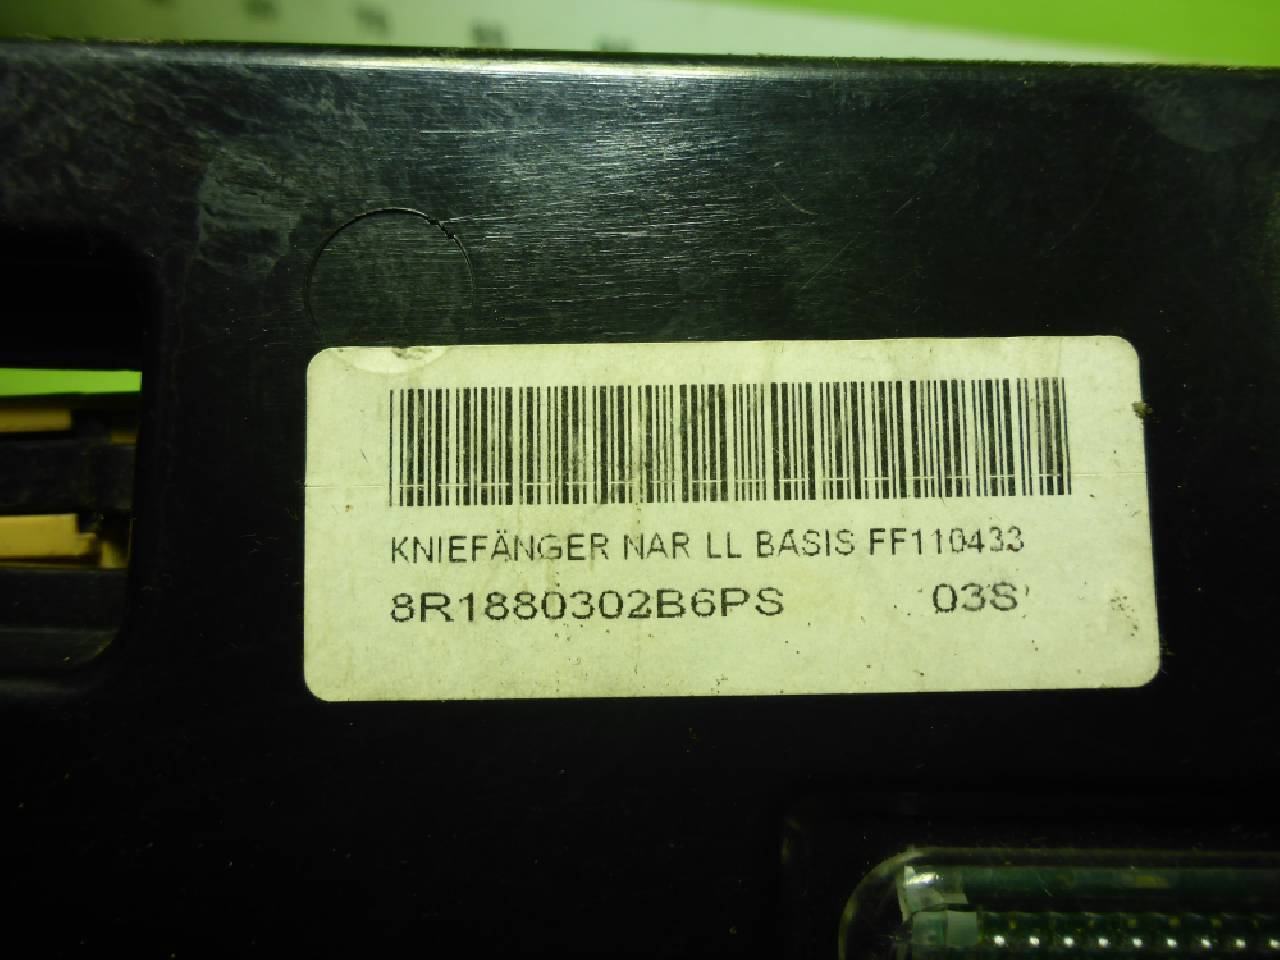 KNIEFÄNGER NAR LL BASIS FF110433
8R1880302B6PS 03S